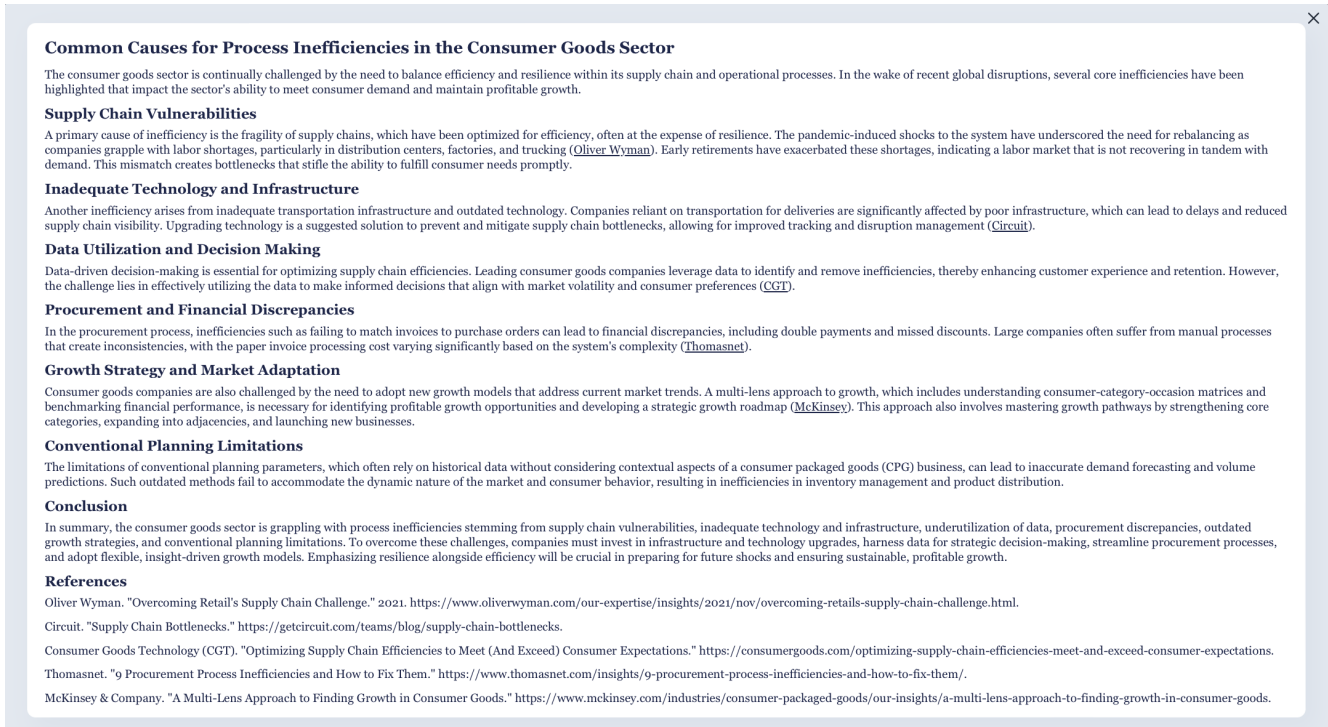 Common Causes for Process Inefficiencies in the Consumer Goods Sector
The consumer goods sector is continually challenged by the need to balance efficiency and resilience within its supply chain and operational processes. In the wake of recent global disruptions, several core inefficiencies have been
highlighted that impact the sector's ability to meet consumer demand and maintain profitable growth.
Supply Chain Vulnerabilities
A primary cause of inefficiency is the fragility of supply chains, which have been optimized for efficiency, often at the expense of resilience. The pandemic-induced shocks to the system have underscored the need for rebalancing as
companies grapple with labor shortages, particularly in distribution centers, factories, and trucking (Oliver Wyman). Early retirements have exacerbated these shortages, indicating a labor market that is not recovering in tandem with
demand. This mismatch creates bottlenecks that stifle the ability to fulfill consumer needs promptly.
Inadequate Technology and Infrastructure
Another inefficiency arises from inadequate transportation infrastructure and outdated technology. Companies reliant on transportation for deliveries are significantly affected by poor infrastructure, which can lead to delays and reduced
supply chain visibility. Upgrading technology is a suggested solution to prevent and mitigate supply chain bottlenecks, allowing for improved tracking and disruption management (Circuit).
Data Utilization and Decision Making
Data-driven decision-making is essential for optimizing supply chain efficiencies. Leading consumer goods companies leverage data to identify and remove inefficiencies, thereby enhancing customer experience and retention. However,
the challenge lies in effectively utilizing the data to make informed decisions that align with market volatility and consumer preferences (CGT).
Procurement and Financial Discrepancies
In the procurement process, inefficiencies such as failing to match invoices to purchase orders can lead to financial discrepancies, including double payments and missed discounts. Large companies often suffer from manual processes
that create inconsistencies, with the paper invoice processing cost varying significantly based on the system's complexity (Thomasnet).
Growth Strategy and Market Adaptation
Consumer goods companies are also challenged by the need to adopt new growth models that address current market trends. A multi-lens approach to growth, which includes understanding consumer-category-occasion matrices and
benchmarking financial performance, is necessary for identifying profitable growth opportunities and developing a strategic growth roadmap (McKinsey). This approach also involves mastering growth pathways by strengthening core
categories, expanding into adjacencies, and launching new businesses.
Conventional Planning Limitations
The limitations of conventional planning parameters, which often rely on historical data without considering contextual aspects of a consumer packaged goods (CPG) business, can lead to inaccurate demand forecasting and volume
predictions. Such outdated methods fail to accommodate the dynamic nature of the market and consumer behavior, resulting in inefficiencies in inventory management and product distribution.
Conclusion
In summary, the consumer goods sector is grappling with process inefficiencies stemming from supply chain vulnerabilities, inadequate technology and infrastructure, underutilization of data, procurement discrepancies, outdated
growth strategies, and conventional planning limitations. To overcome these challenges, companies must invest in infrastructure and technology upgrades, harness data for strategic decision-making, streamline procurement processes,
and adopt flexible, insight-driven growth models. Emphasizing resilience alongside efficiency will be crucial in preparing for future shocks and ensuring sustainable, profitable growth.
References
Oliver Wyman. "Overcoming Retail's Supply Chain Challenge." 2021. https://www.oliverwyman.com/our-expertise/insights/2021/nov/overcoming-retails-supply-chain-challenge.html.
Circuit. "Supply Chain Bottlenecks." https://getcircuit.com/teams/blog/supply-chain-bottlenecks.
Consumer Goods Technology (CGT). "Optimizing Supply Chain Efficiencies to Meet (And Exceed) Consumer Expectations." https://consumergoods.com/optimizing-supply-chain-efficiencies-meet-and-exceed-consumer-expectations.
Thomasnet. "9 Procurement Process Inefficiencies and How to Fix Them." https://www.thomasnet.com/insights/9-procurement-process-inefficiencies-and-how-to-fix-them/.
McKinsey & Company. "A Multi-Lens Approach to Finding Growth in Consumer Goods." https://www.mckinsey.com/industries/consumer-packaged-goods/our-insights/a-multi-lens-approach-to-finding-growth-in-consumer-goods.